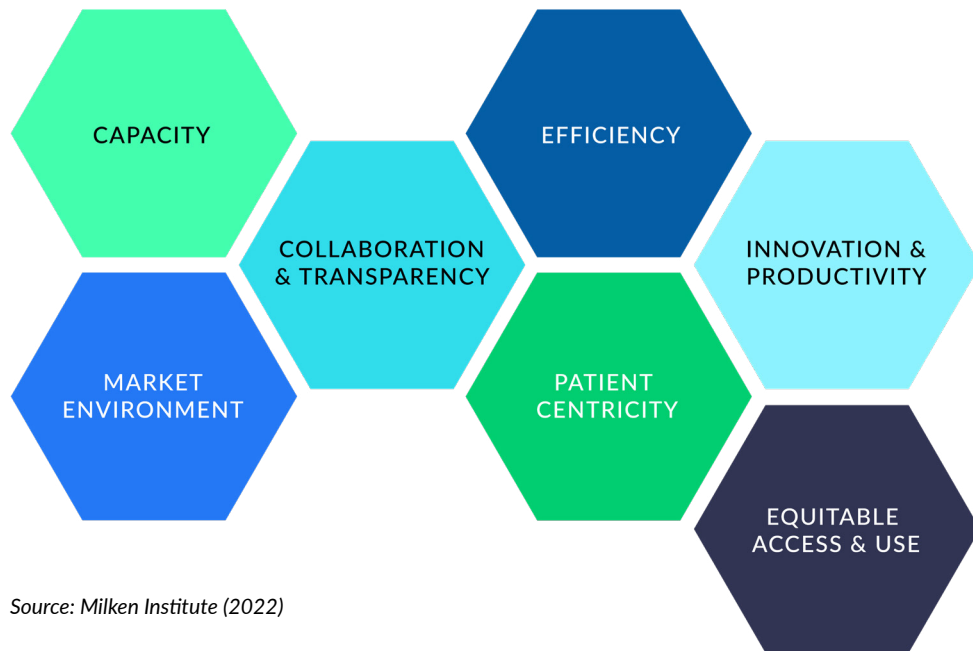 CAPACITY
EFFICIENCY
COLLABORATION
& TRANSPARENCY
INNOVATION &
PRODUCTIVITY
MARKET
ENVIRONMENT
PATIENT
CENTRICITY
EQUITABLE
ACCESS & USE
Source: Milken Institute (2022)